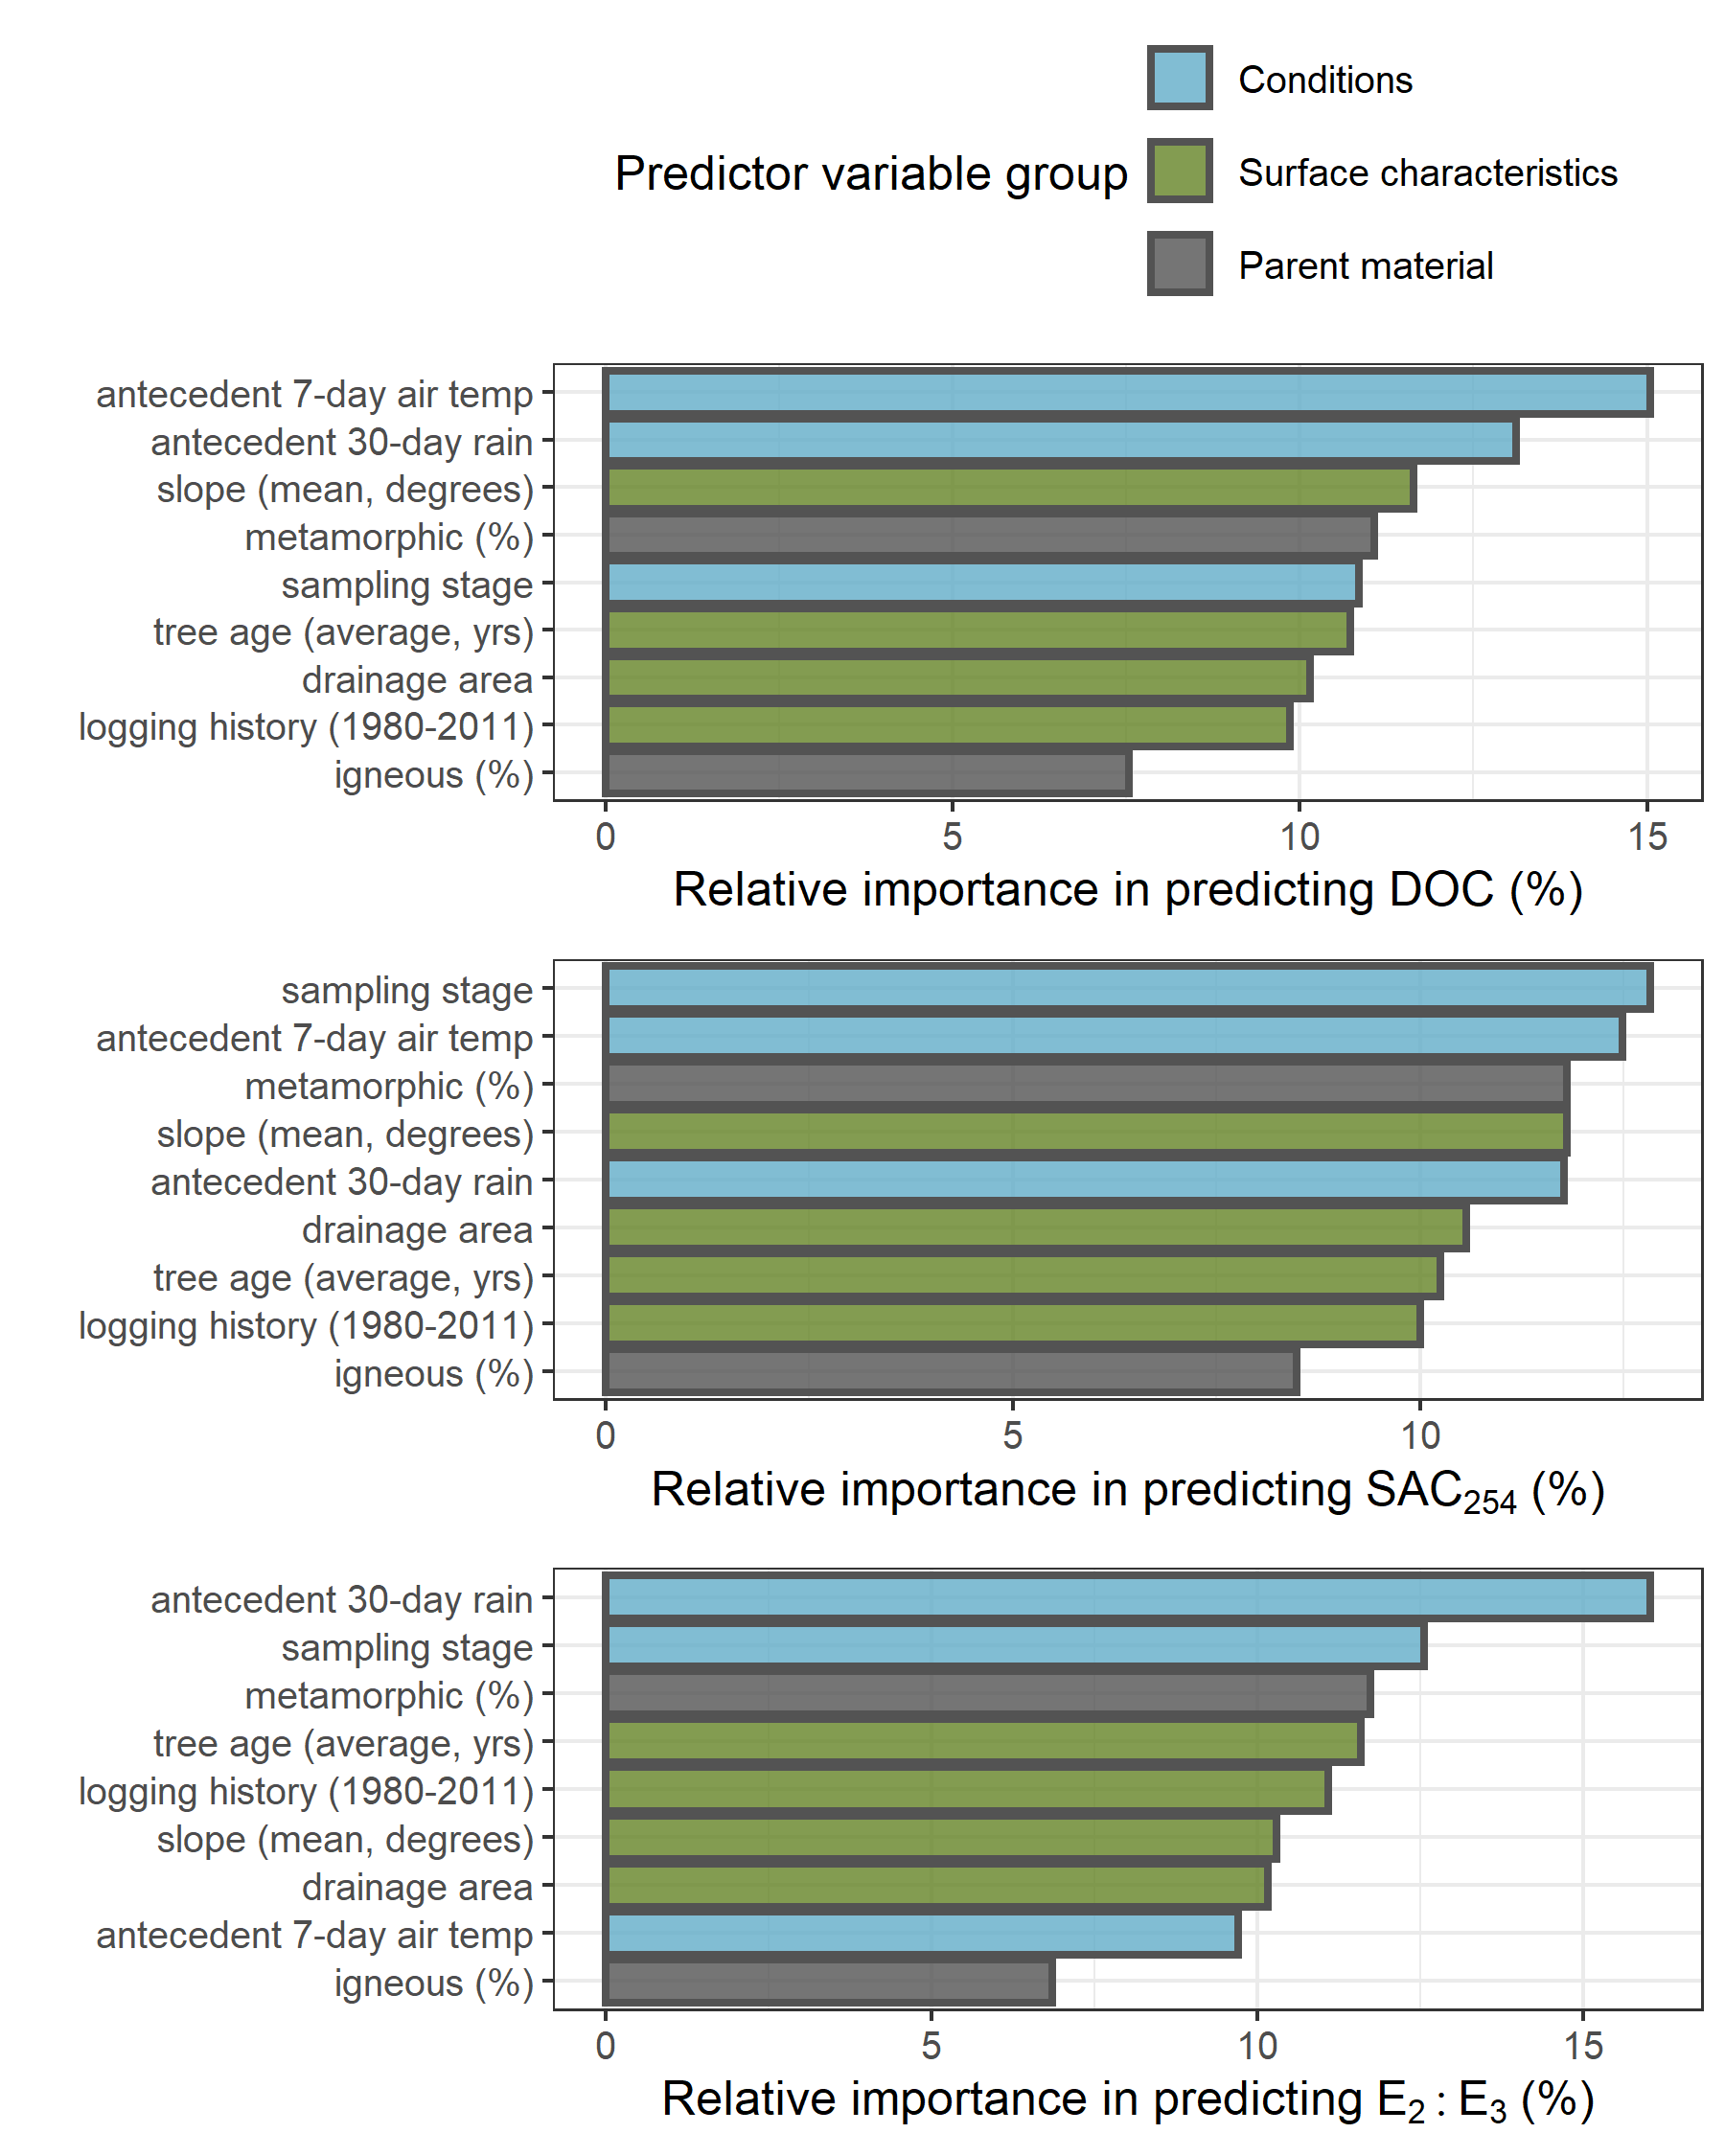 Conditions
Predictor variable group
Surface characteristics
Parent material
antecedent 7-day air temp
antecedent 30-day rain
slope (mean, degrees)
metamorphic (%)
sampling stage
tree age (average, yrs)
drainage area
logging history (1980-2011)
igneous (%)
0 5 10 15
Relative importance in predicting DOC (%)
sampling stage
antecedent 7-day air temp
metamorphic (%)
slope (mean, degrees)
antecedent 30-day rain
drainage area
tree age (average, yrs)
logging history (1980-2011)
igneous (%)
0 5 10
Relative importance in predicting SAC₂₅₄ (%)
antecedent 30-day rain
sampling stage
metamorphic (%)
tree age (average, yrs)
logging history (1980-2011)
slope (mean, degrees)
drainage area
antecedent 7-day air temp
igneous (%)
0 5 10 15
Relative importance in predicting E₂ : E₃ (%)